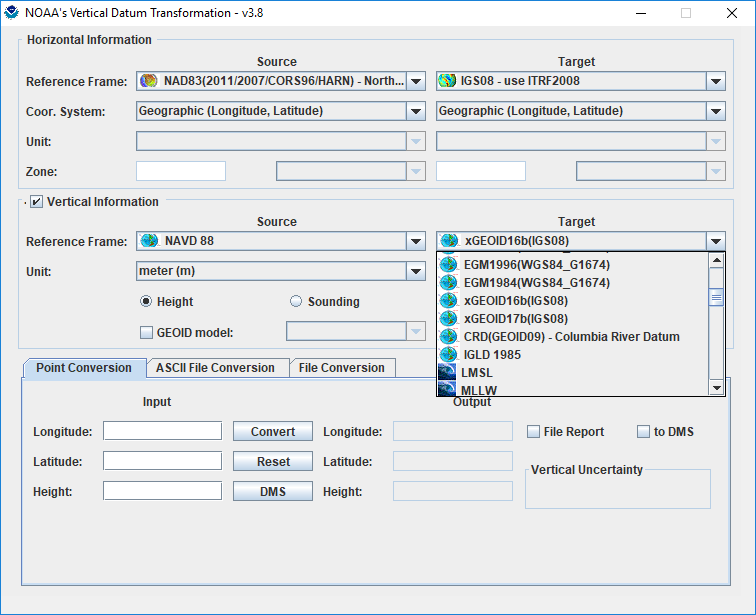 NOAA's Vertical Datum Transformation - v3.8
Horizontal Information
Source Target
Reference Frame: NAD83(2011/2007/CORS96/HARN) - North... IGS08 - use ITRF2008
Coor. System: Geographic (Longitude, Latitude) Geographic (Longitude, Latitude)
Unit:
Zone:
Vertical Information
Source Target
Reference Frame: NAVD 88 xGEOID16b(IGS08)
EGM1996(WGS84_G1674)
Unit: meter (m)
EGM1984(WGS84_G1674)
Height Sounding xGEOID16b(IGS08)
xGEOID17b(IGS08)
GEOID model: CRD(GEOID09) - Columbia River Datum
IGLD 1985
Point Conversion ASCII File Conversion File Conversion LMSL
MLLW
Input Output
Longitude: Convert Longitude: File Report to DMS
Latitude: Reset Latitude:
Vertical Uncertainty
Height: DMS Height: